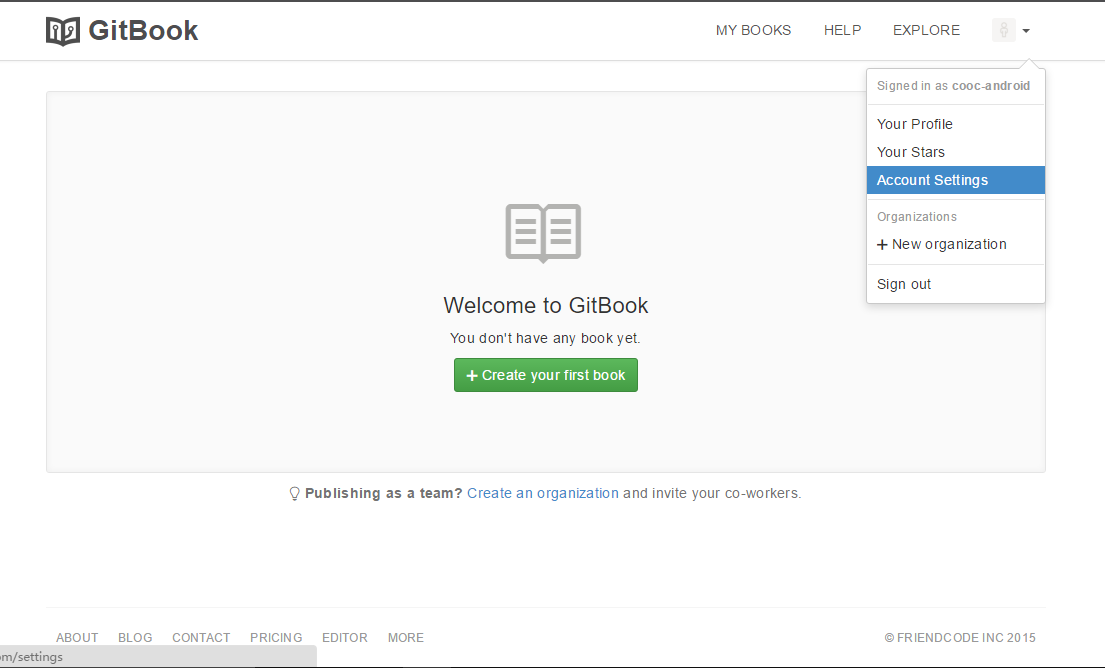 GitBook
MY BOOKS HELP EXPLORE
Signed in as cooc-android
Your Profile
Your Stars
Account Settings
Organizations
+ New organization
Sign out
Welcome to GitBook
You don't have any book yet.
+ Create your first book
Publishing as a team? Create an organization and invite your co-workers.
ABOUT BLOG CONTACT PRICING EDITOR MORE
© FRIENDCODE INC 2015
om/settings